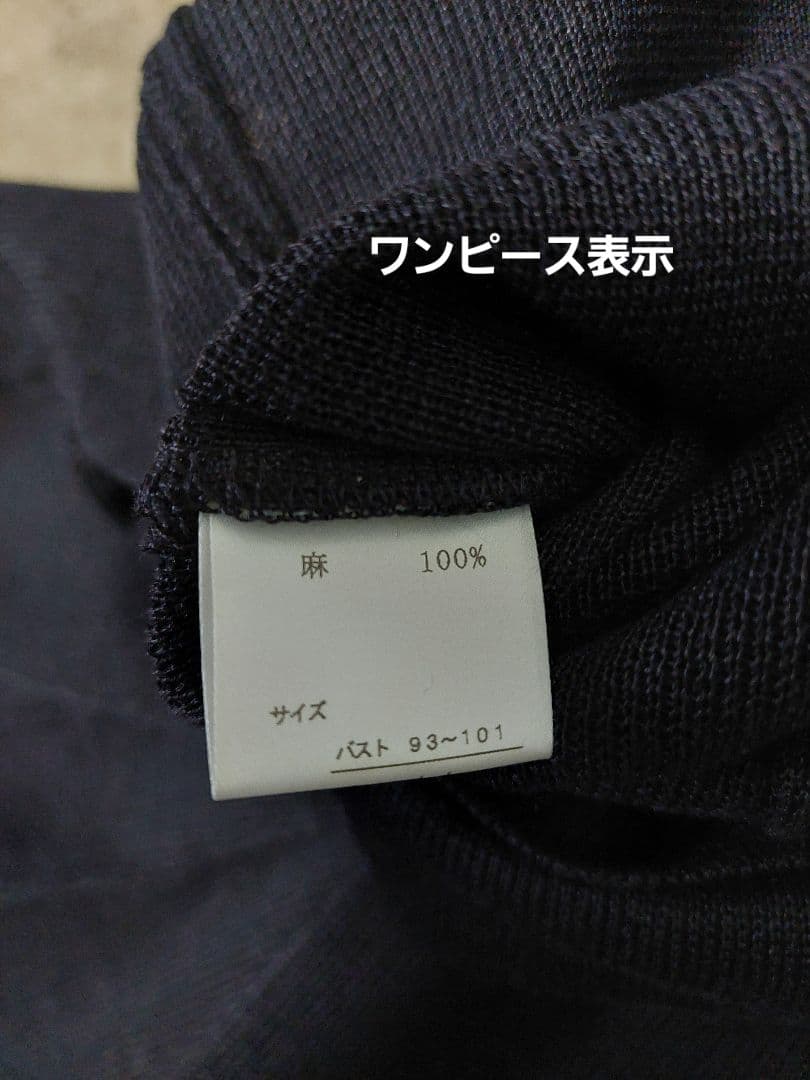 ワンピース表示
麻 100%
サイズ
バスト 93~101